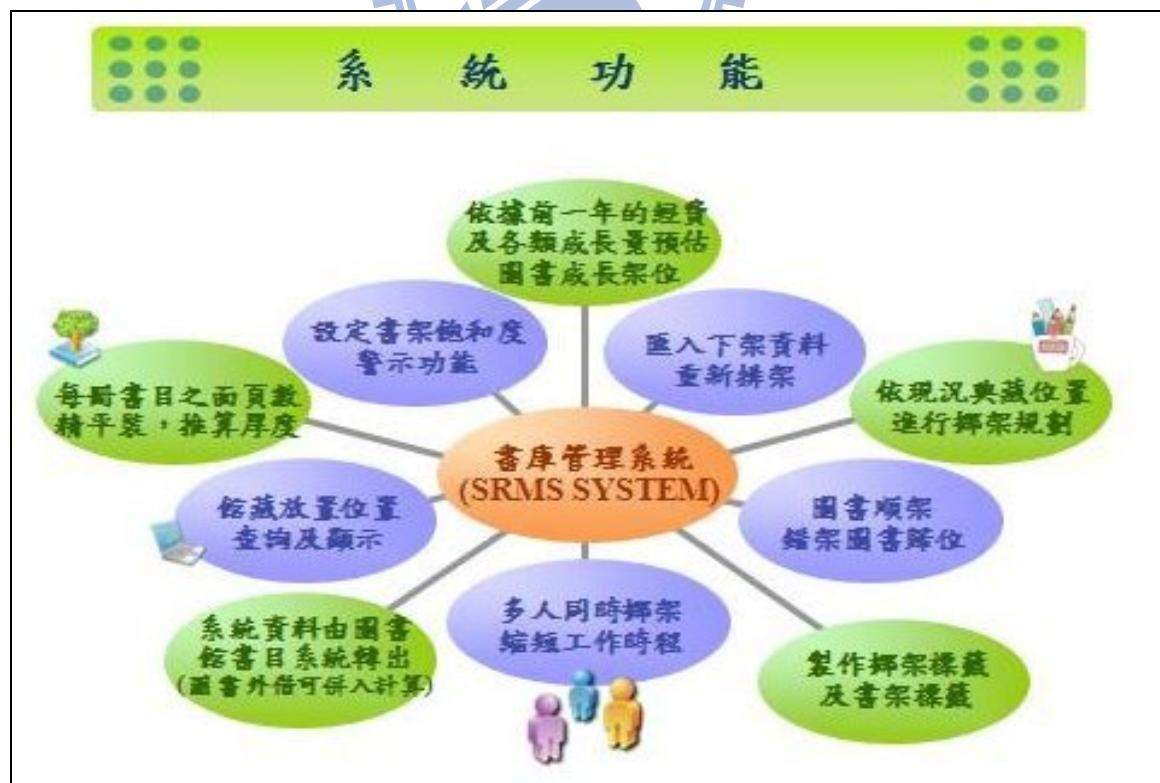 系統功能
依據前一年的經費
及各類成長量預估
圖書成長架位
設定書架飽和度
警示功能
匯入下架資料
重新排架
每冊書目之面頁數
精平裝,推算厚度
依現況典藏位置
進行挪架規劃
書庫管理系統
(SRMS SYSTEM)
館藏放置位置
查詢及顯示
圖書順架
錯架圖書歸位
系統資料由圖書
館書目系統轉出
(圖書外借可併入計算)
多人同時挪架
縮短工作時程
製作挪架標籤
及書架標籤